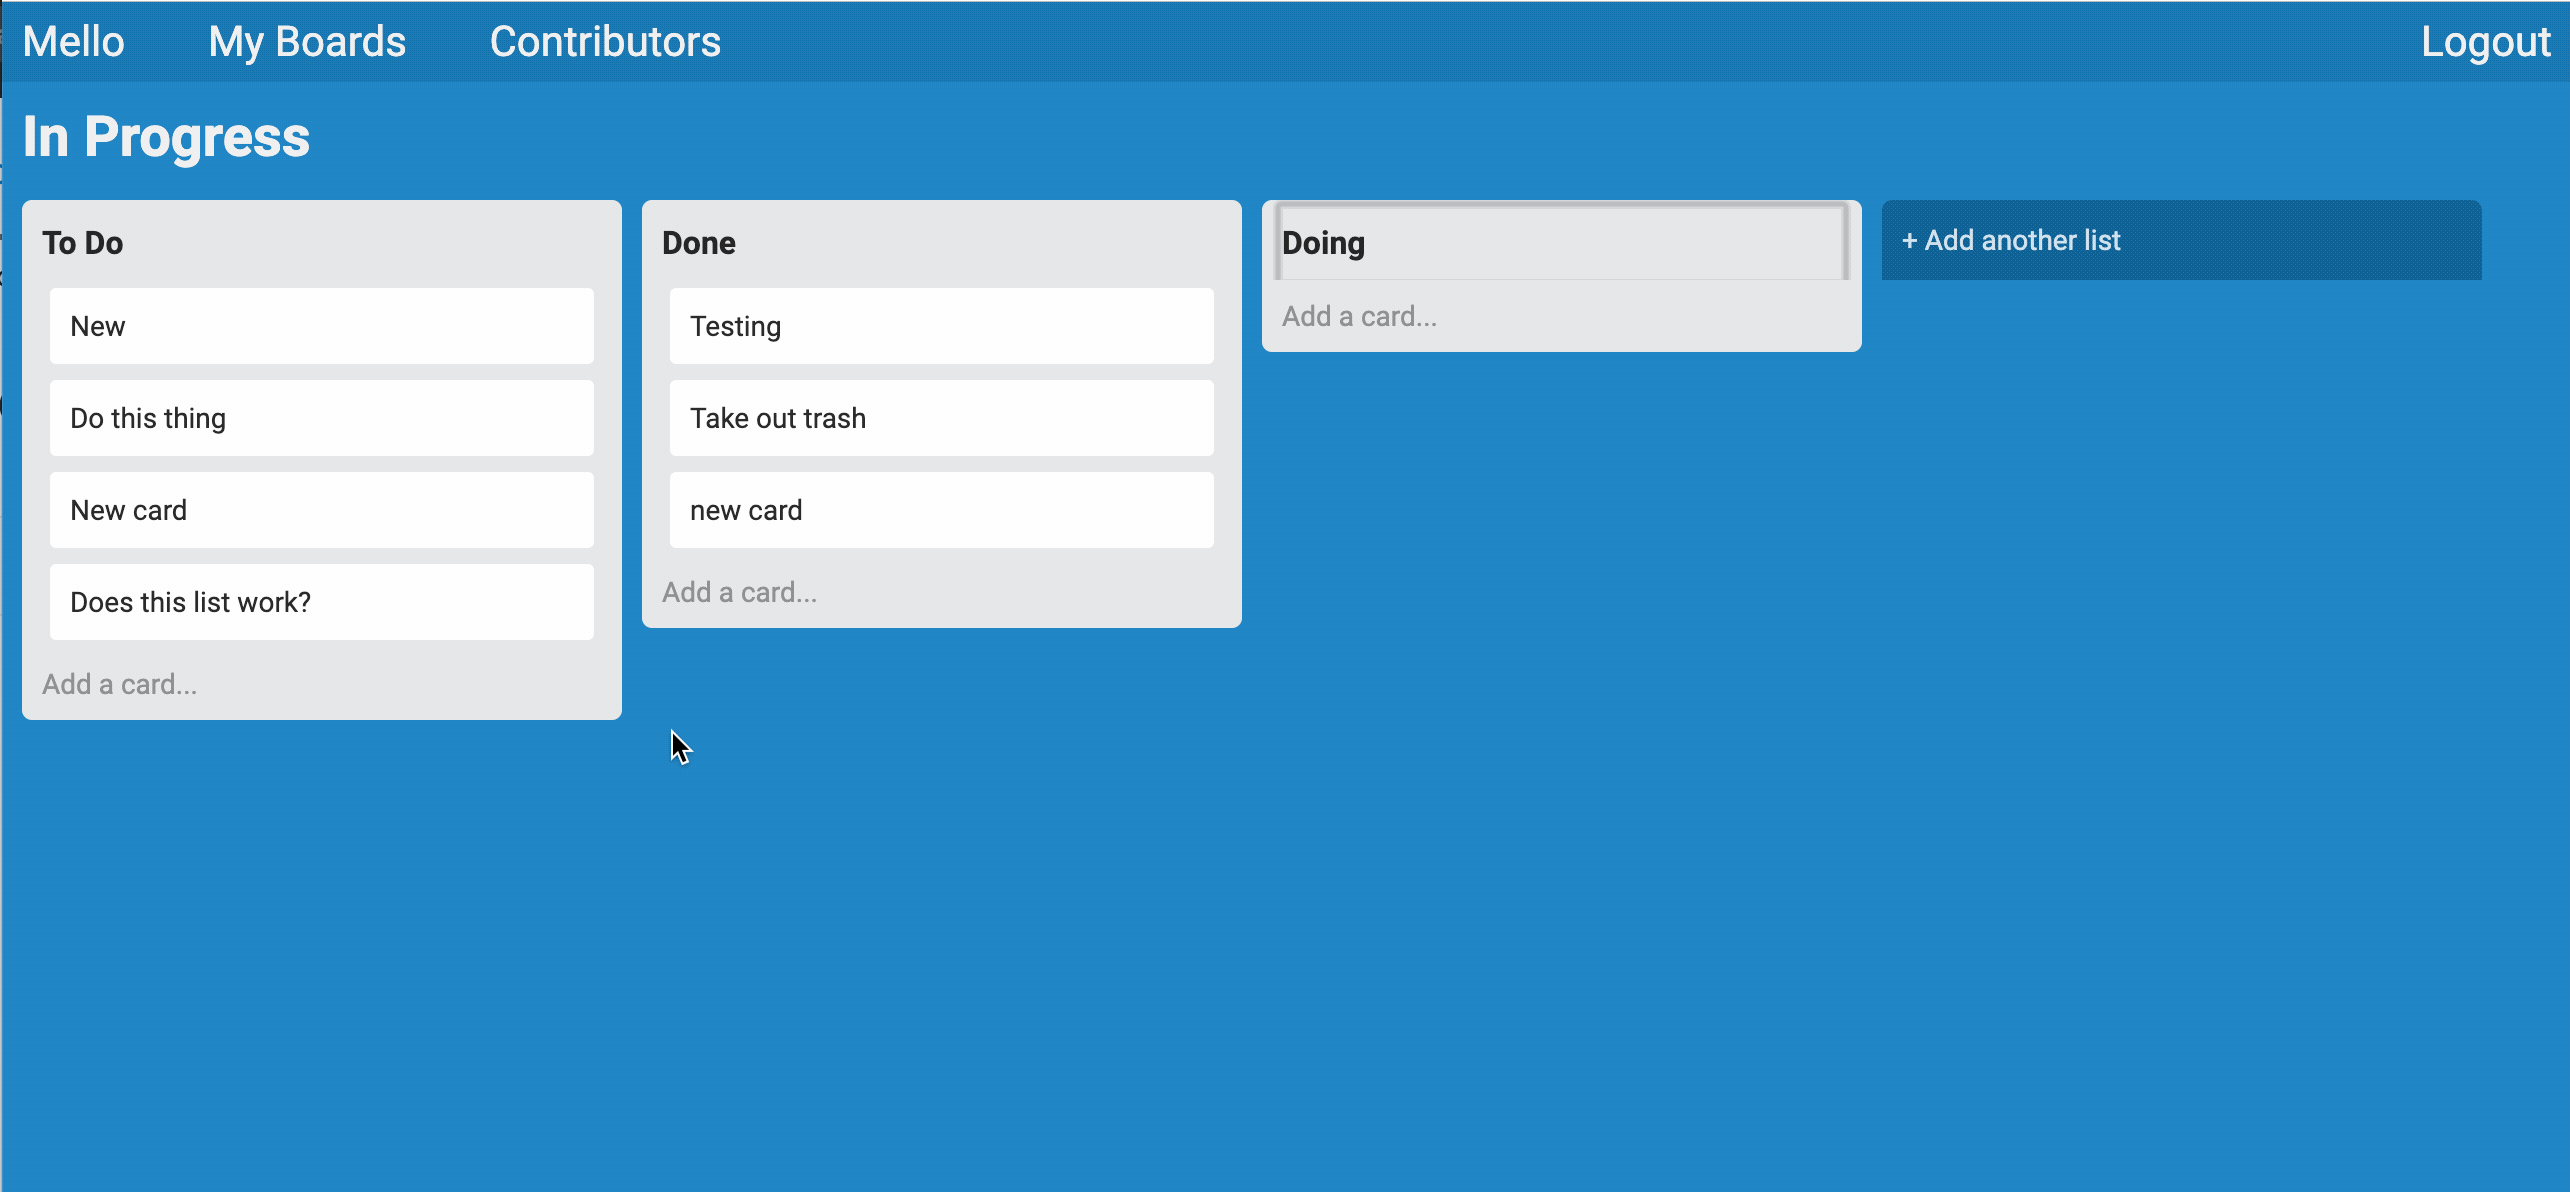 Mello My Boards Contributors Logout
In Progress
To Do
New
Do this thing
New card
Does this list work?
Add a card...
Done
Testing
Take out trash
new card
Add a card...
Doing
Add a card...
+ Add another list